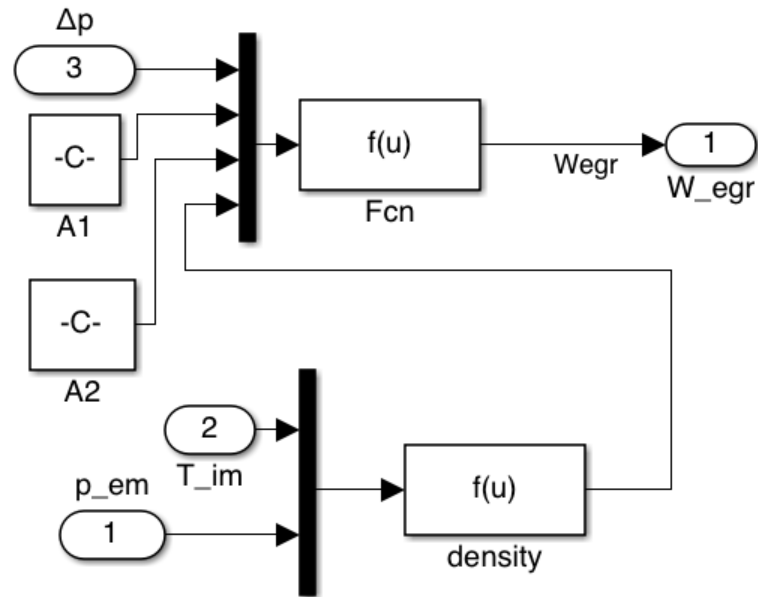 Δp
3
-C-
A1
f(u)
Fcn
Wegr
1
W_egr
-C-
A2
2
T_im
p_em
1
f(u)
density